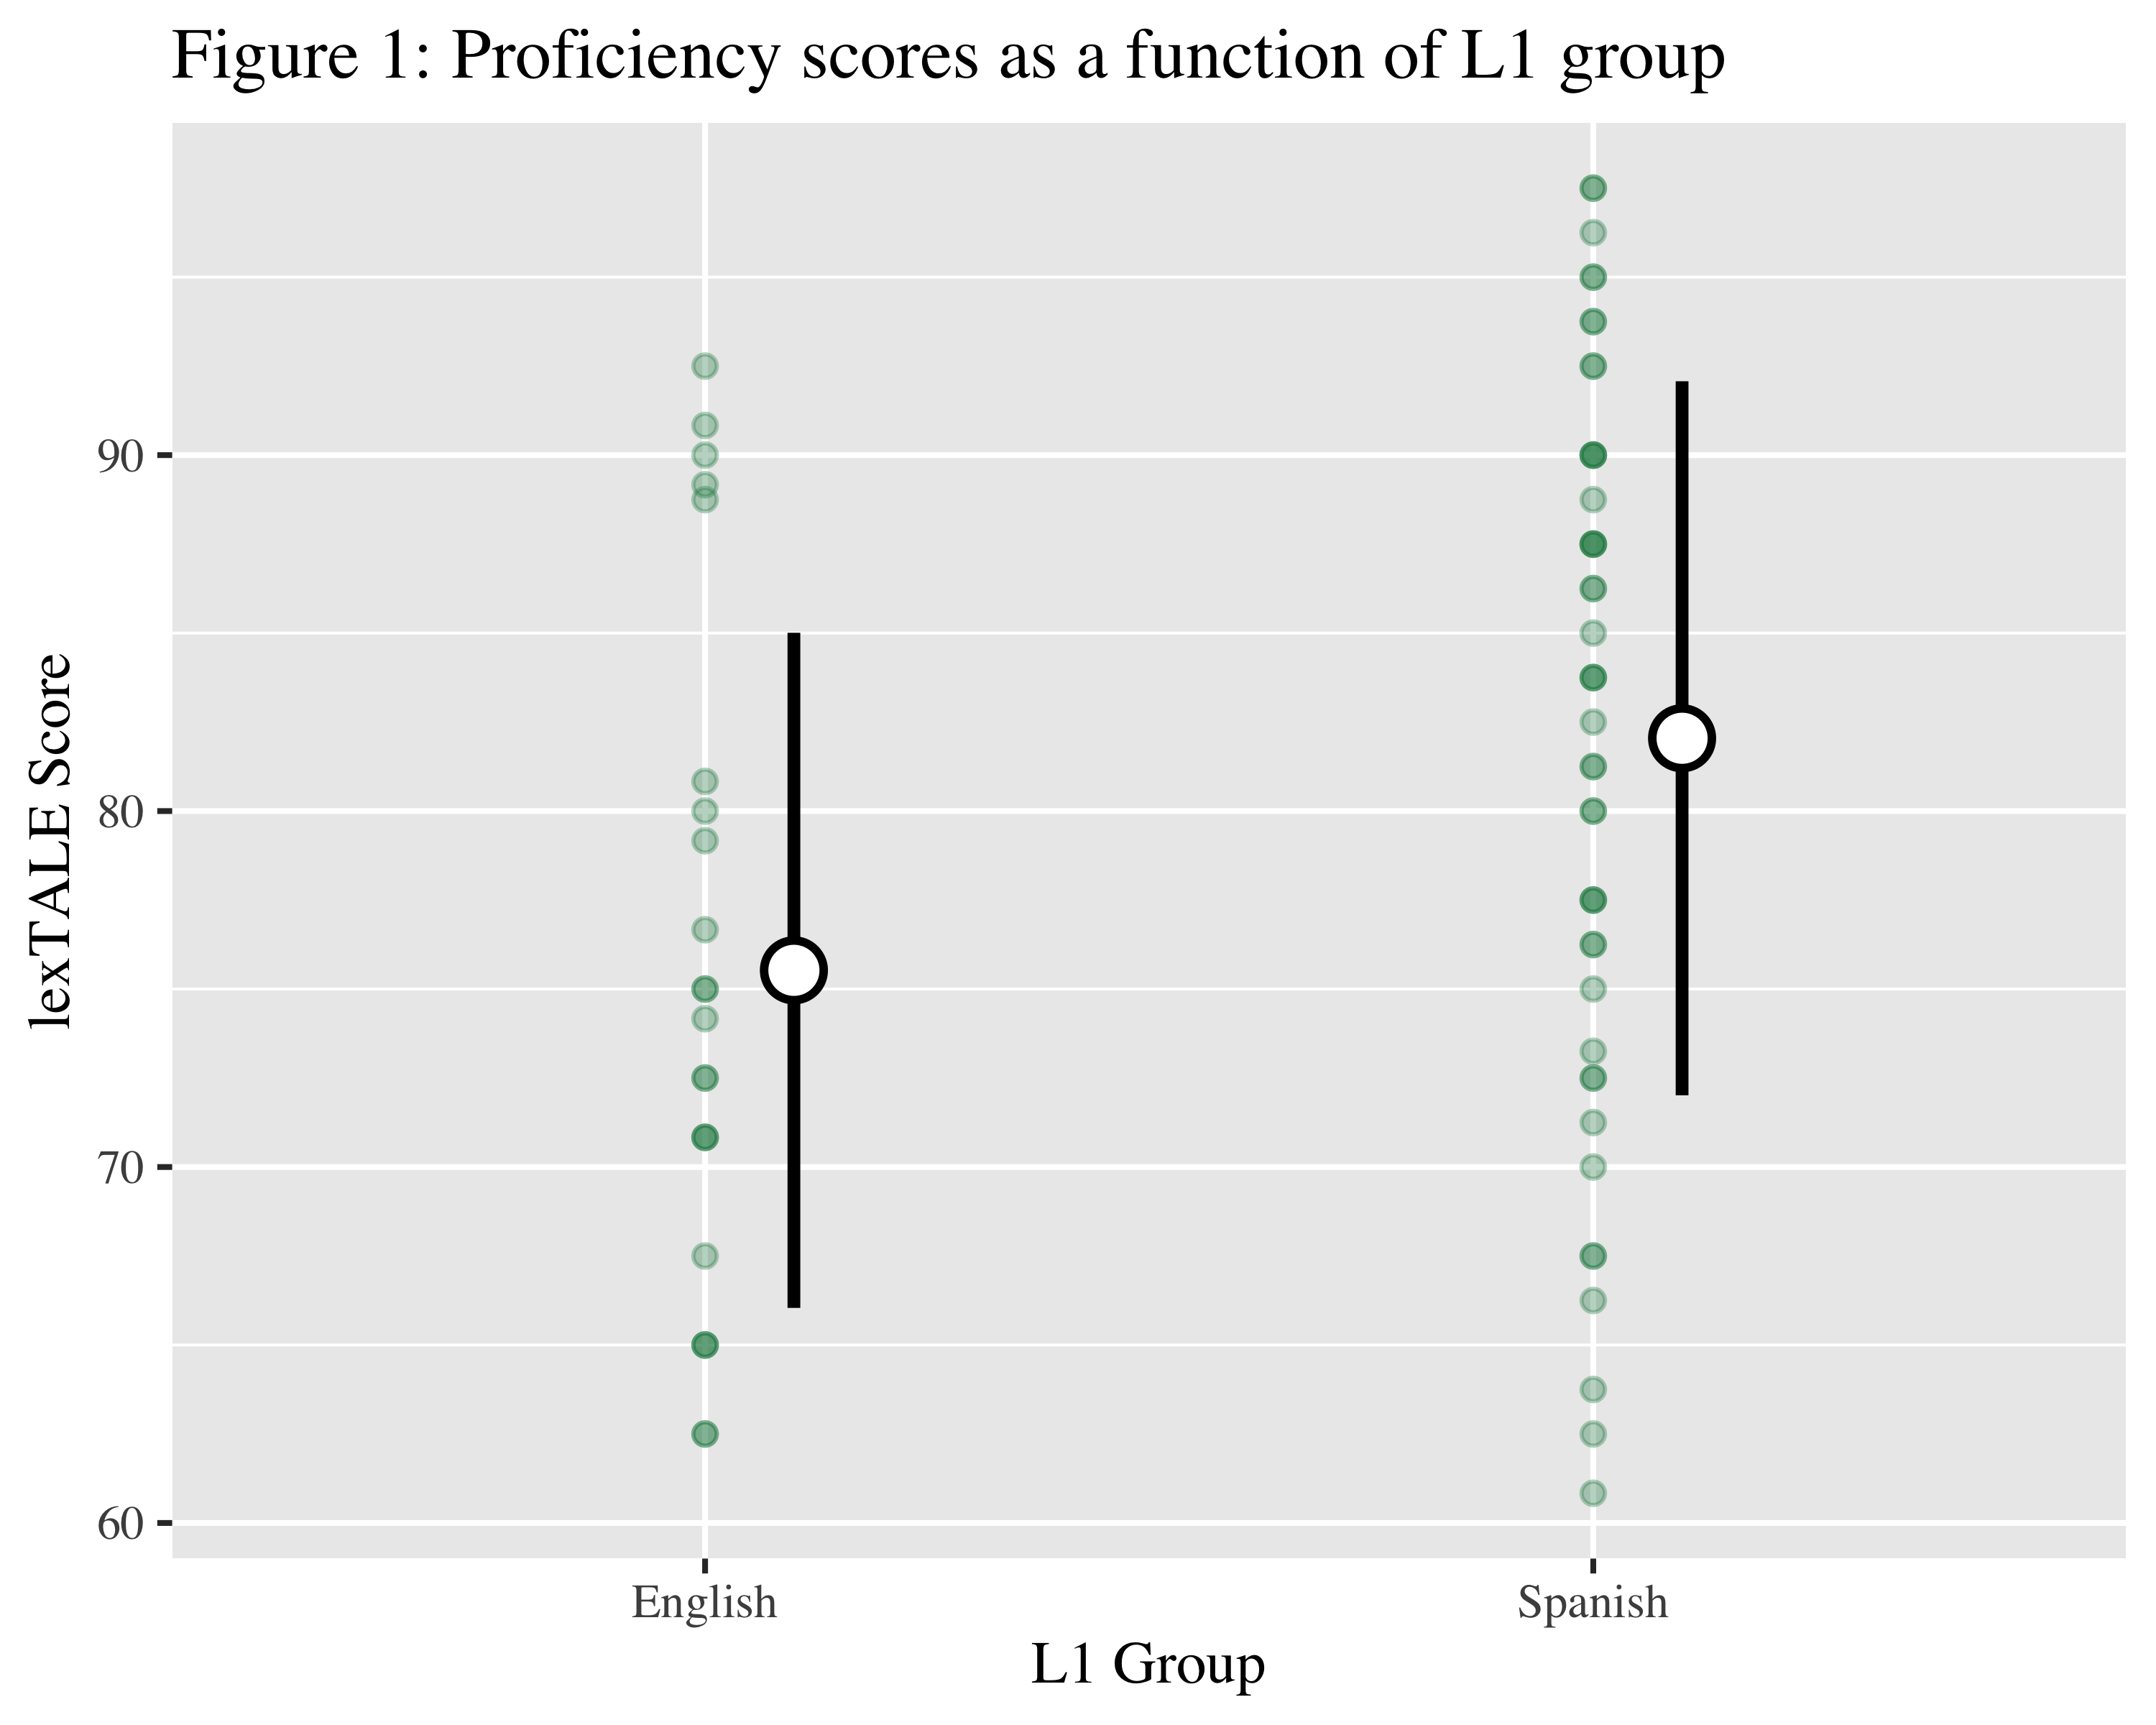 Figure 1: Proficiency scores as a function of L1 group
lexTALE Score
90
80
70
60
English
Spanish
L1 Group